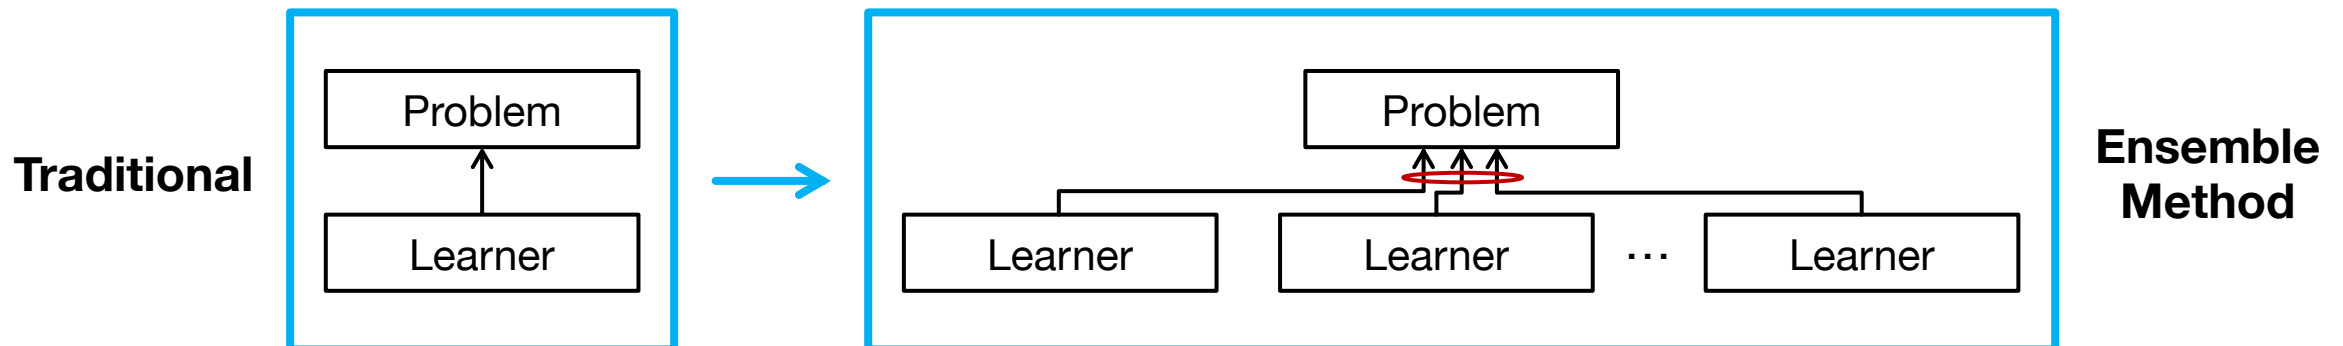 Traditional
Problem
Learner
Problem
Learner
Learner
...
Learner
Ensemble
Method